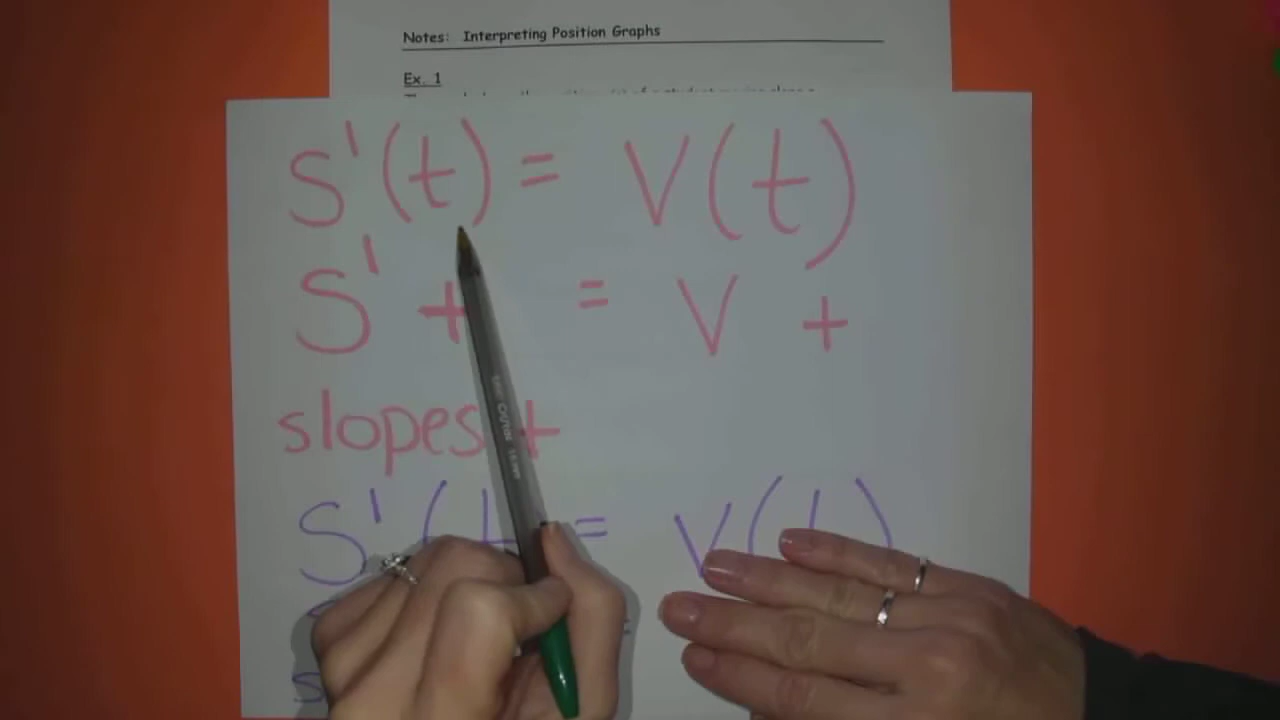 Notes: Interpreting Position Graphs
Ex. 1
S'(t) = V(t)
S' + = V +
slopes +
S'(t) = V(t)